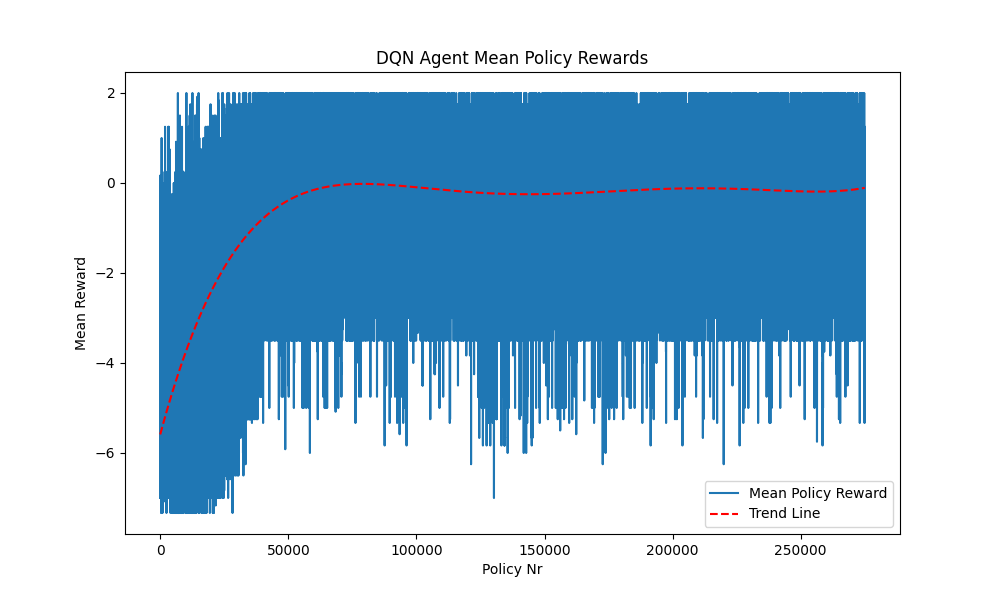 DQN Agent Mean Policy Rewards
2
0
−2
−4
−6
Mean Reward
0
50000
100000
150000
200000
250000
Policy Nr
Mean Policy Reward
Trend Line